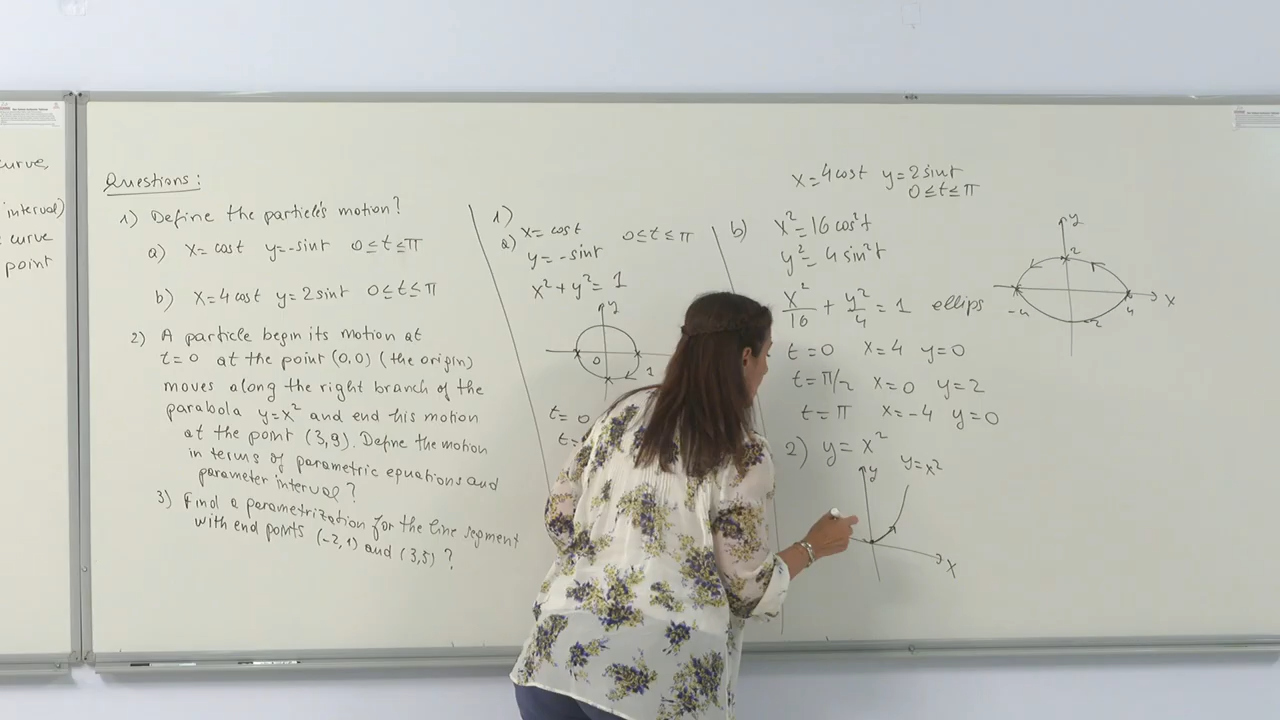 curve,
interval)
curve
point
Questions:
1) Define the particle's motion?
a) x=cost y=-sint 0≤t≤π
b) x=4cost y=2sint 0≤t≤π
2) A particle begin its motion at
t=0 at the point (0,0) (the origin)
moves along the right branch of the
parabola y=x² and end his motion
at the point (3,9). Define the motion
in terms of parametric equations and
parameter interval?
3) Find a parametrization for the line segment
with end points (-2,1) and (3,5)?
1)
a) x=cost 0≤t≤π
y=-sint
x²+y²=1
y
0
1
t=0
t=
x=4cost y=2sint
0≤t≤π
b) x²=16cos²t
y²=4sin²t
x²/16 + y²/4 = 1 ellips
t=0 x=4 y=0
t=π/2 x=0 y=2
t=π x=-4 y=0
y
2
-4
4
-2
x
2) y=x²
y
y=x²
x